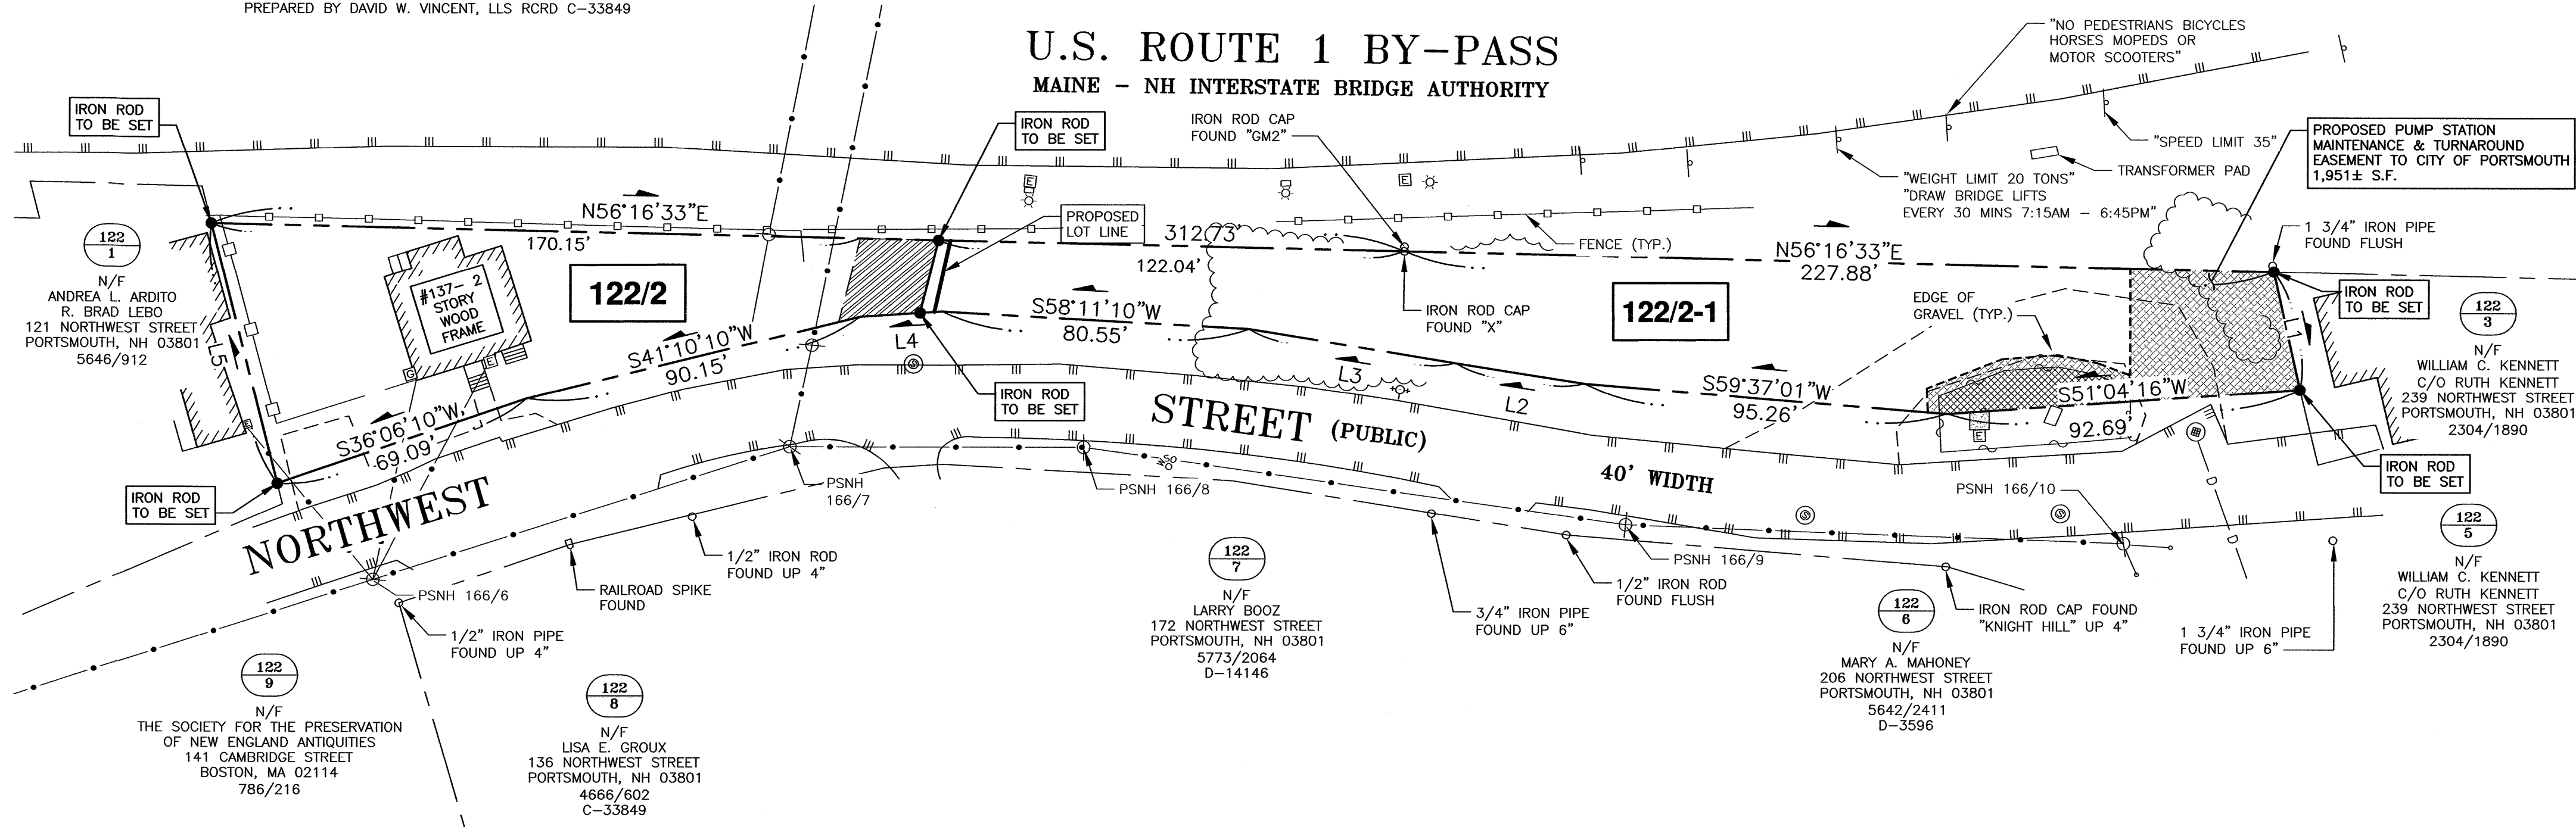 PREPARED BY DAVID W. VINCENT, LLS RCRD C-33849
U.S. ROUTE 1 BY-PASS
MAINE - NH INTERSTATE BRIDGE AUTHORITY
"NO PEDESTRIANS BICYCLES
HORSES MOPEDS OR
MOTOR SCOOTERS"
IRON ROD
TO BE SET
IRON ROD
TO BE SET
IRON ROD CAP
FOUND "GM2"
"SPEED LIMIT 35"
TRANSFORMER PAD
PROPOSED PUMP STATION
MAINTENANCE & TURNAROUND
EASEMENT TO CITY OF PORTSMOUTH
1,951± S.F.
"WEIGHT LIMIT 20 TONS"
"DRAW BRIDGE LIFTS
EVERY 30 MINS 7:15AM - 6:45PM"
E
E
N56°16'33"E
170.15'
PROPOSED
LOT LINE
312.73'
122.04'
FENCE (TYP.)
N56°16'33"E
227.88'
1 3/4" IRON PIPE
FOUND FLUSH
122
1
N/F
ANDREA L. ARDITO
R. BRAD LEBO
121 NORTHWEST STREET
PORTSMOUTH, NH 03801
5646/912
L5
#137- 2
STORY
WOOD
FRAME
G
E
122/2
IRON ROD CAP
FOUND "X"
122/2-1
EDGE OF
GRAVEL (TYP.)
L1
IRON ROD
TO BE SET
122
3
N/F
WILLIAM C. KENNETT
C/O RUTH KENNETT
239 NORTHWEST STREET
PORTSMOUTH, NH 03801
2304/1890
S41°10'10"W
90.15'
L4
S
S58°11'10"W
80.55'
L3
L2
S59°37'01"W
95.26'
S51°04'16"W
92.69'
E
S36°06'10"W
69.09'
IRON ROD
TO BE SET
IRON ROD
TO BE SET
IRON ROD
TO BE SET
NORTHWEST
STREET (PUBLIC)
40' WIDTH
PSNH
166/7
PSNH 166/8
WSO
PSNH 166/10
S
S
D
D
PSNH 166/6
1/2" IRON PIPE
FOUND UP 4"
RAILROAD SPIKE
FOUND
1/2" IRON ROD
FOUND UP 4"
PSNH 166/9
3/4" IRON PIPE
FOUND UP 6"
1/2" IRON ROD
FOUND FLUSH
IRON ROD CAP FOUND
"KNIGHT HILL" UP 4"
1 3/4" IRON PIPE
FOUND UP 6"
122
5
N/F
WILLIAM C. KENNETT
C/O RUTH KENNETT
239 NORTHWEST STREET
PORTSMOUTH, NH 03801
2304/1890
122
7
N/F
LARRY BOOZ
172 NORTHWEST STREET
PORTSMOUTH, NH 03801
5773/2064
D-14146
122
6
N/F
MARY A. MAHONEY
206 NORTHWEST STREET
PORTSMOUTH, NH 03801
5642/2411
D-3596
122
9
N/F
THE SOCIETY FOR THE PRESERVATION
OF NEW ENGLAND ANTIQUITIES
141 CAMBRIDGE STREET
BOSTON, MA 02114
786/216
122
8
N/F
LISA E. GROUX
136 NORTHWEST STREET
PORTSMOUTH, NH 03801
4666/602
C-33849